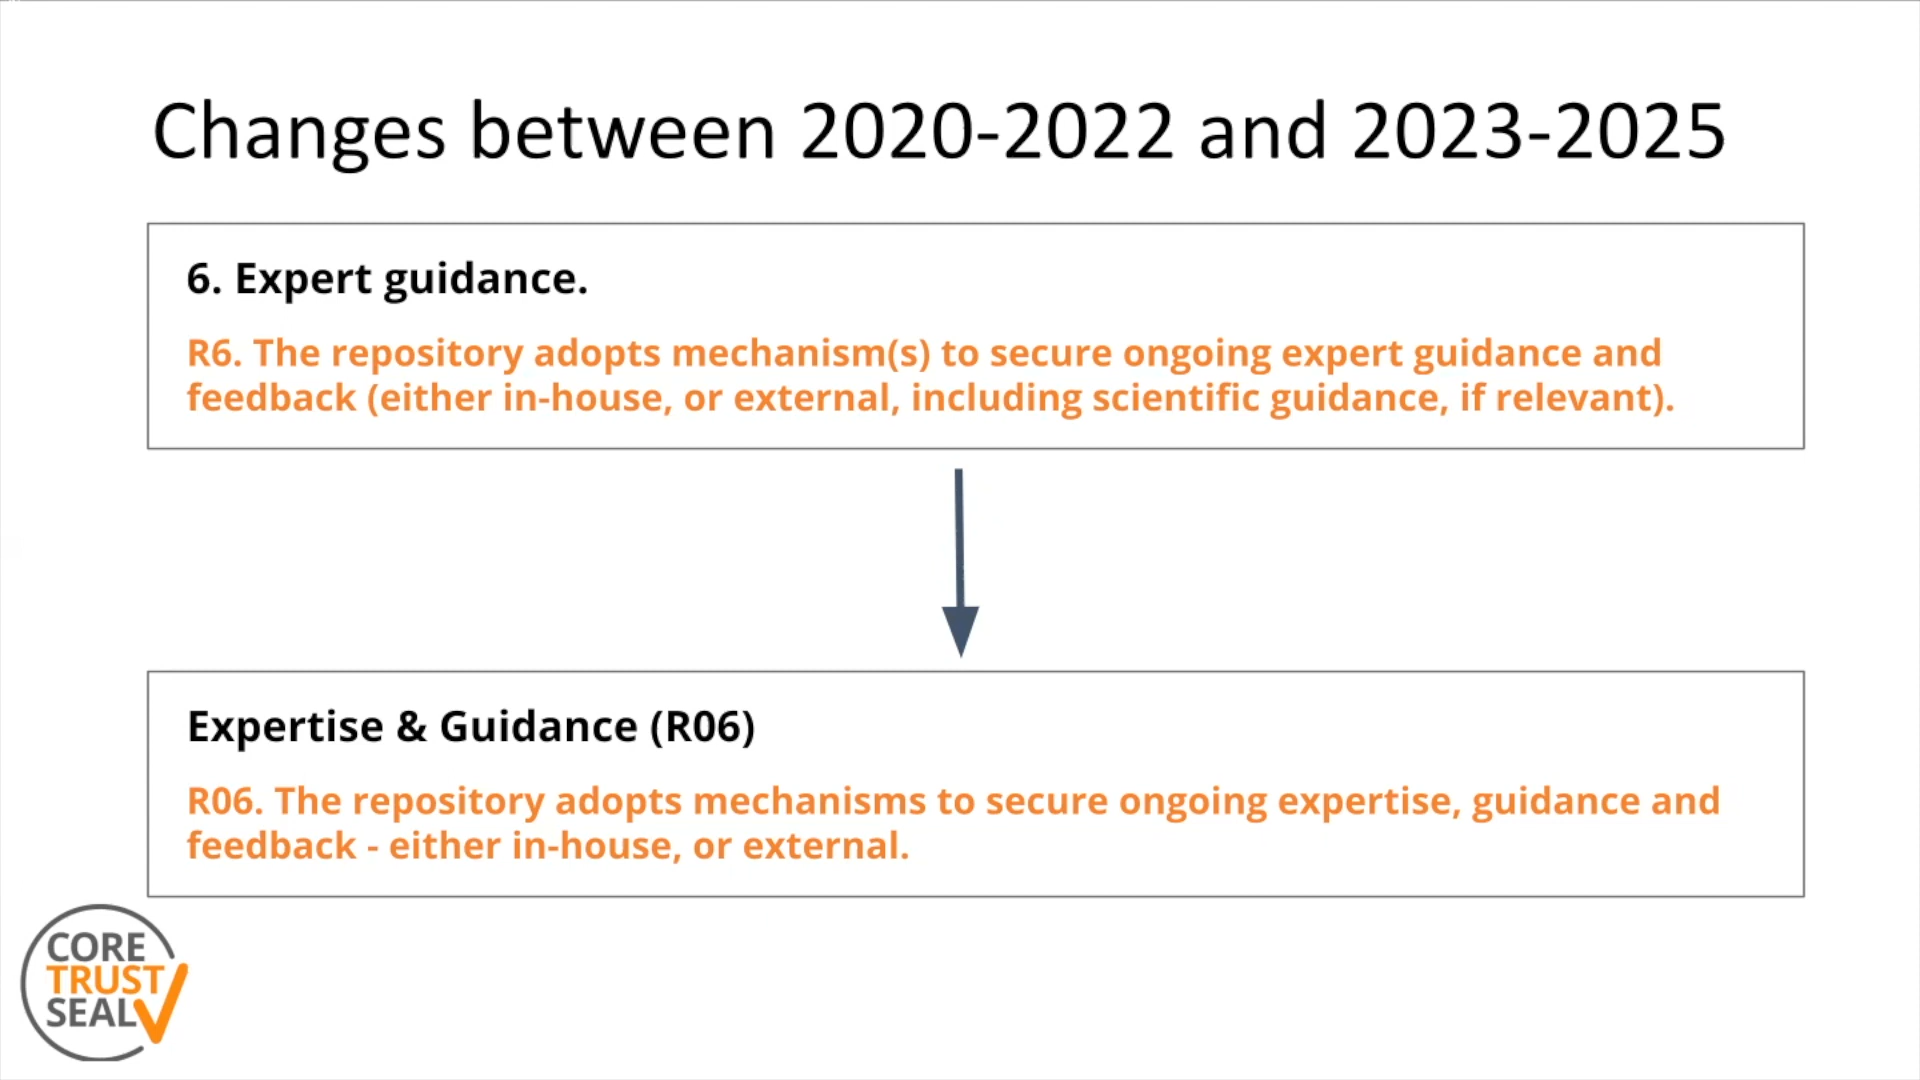 Changes between 2020-2022 and 2023-2025
6. Expert guidance.
R6. The repository adopts mechanism(s) to secure ongoing expert guidance and
feedback (either in-house, or external, including scientific guidance, if relevant).
Expertise & Guidance (R06)
R06. The repository adopts mechanisms to secure ongoing expertise, guidance and
feedback - either in-house, or external.
CORE
TRUST
SEAL